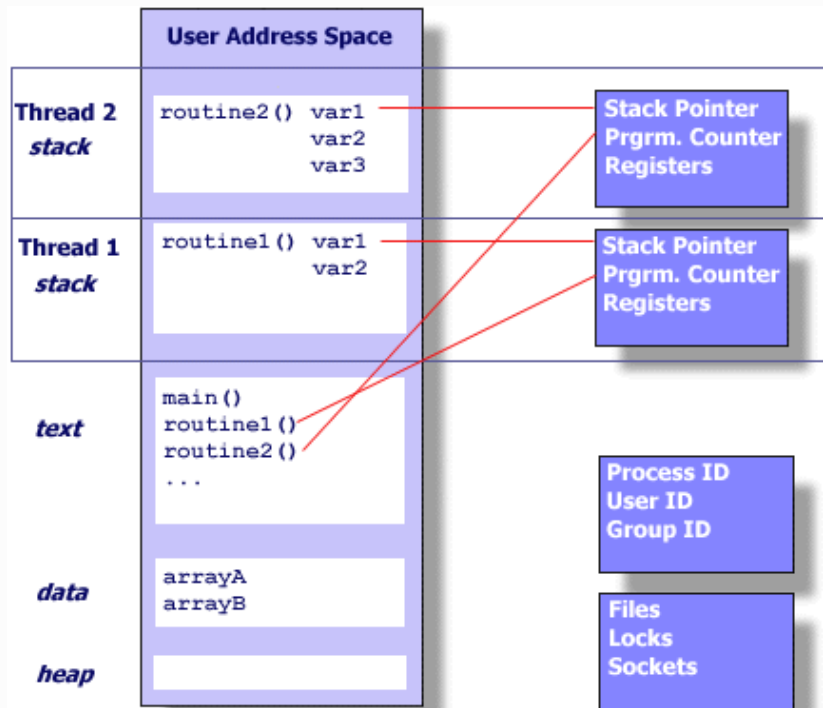 User Address Space
Thread 2
stack
routine2() var1
var2
var3
Stack Pointer
Prgrm. Counter
Registers
Thread 1
stack
routine1() var1
var2
Stack Pointer
Prgrm. Counter
Registers
text
main()
routine1()
routine2()
...
Process ID
User ID
Group ID
data
arrayA
arrayB
Files
Locks
Sockets
heap